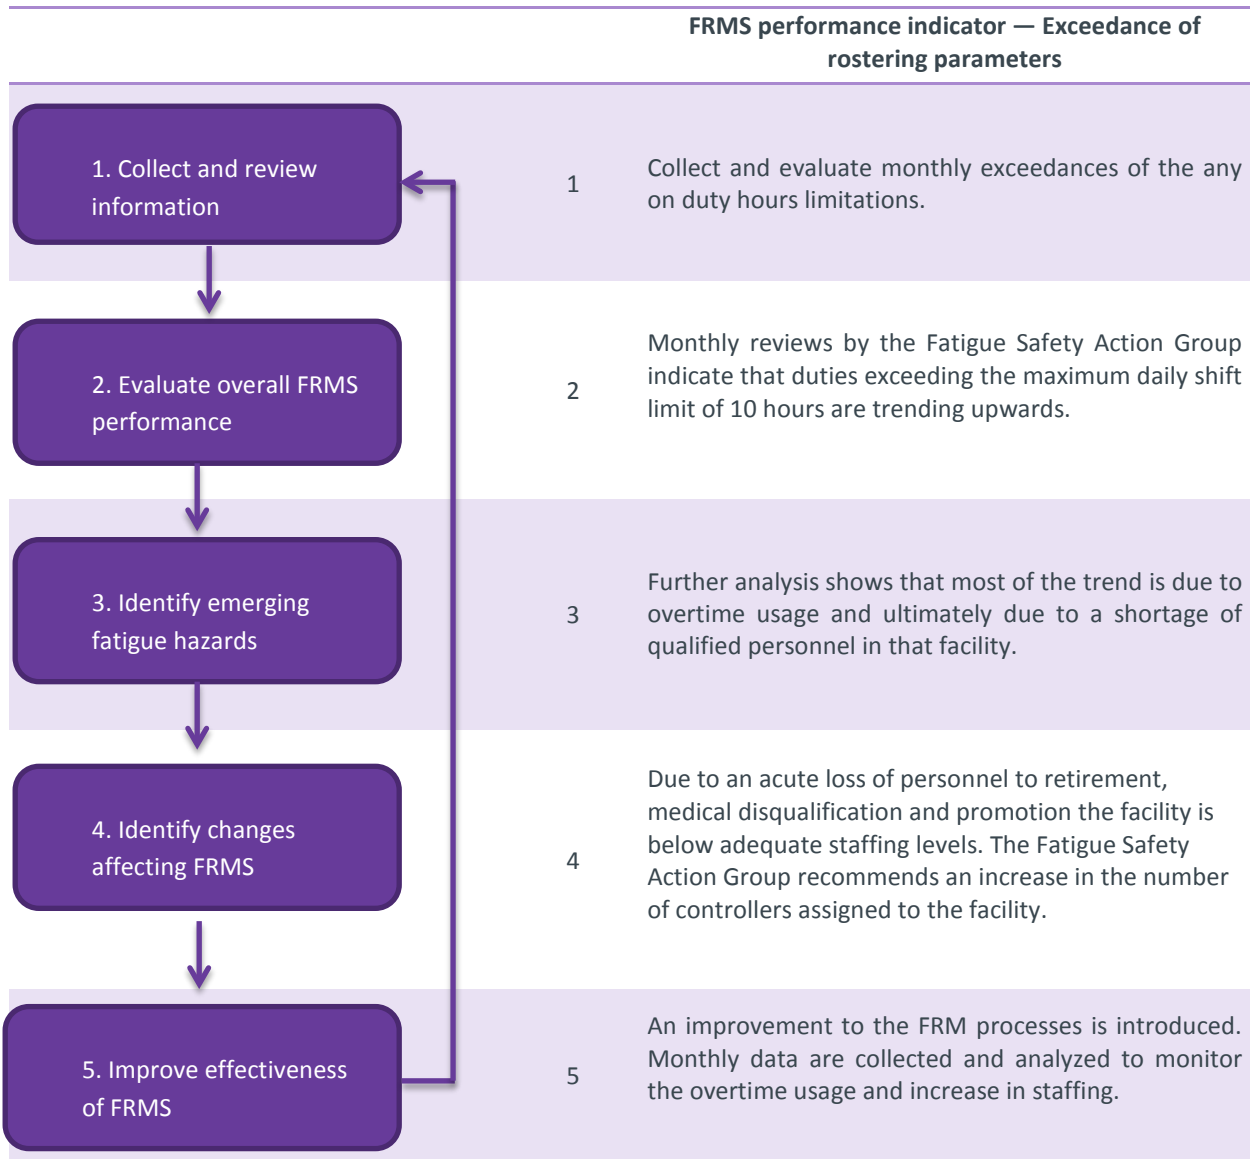 FRMS performance indicator — Exceedance of
rostering parameters
1. Collect and review
information
1
Collect and evaluate monthly exceedances of the any
on duty hours limitations.
2. Evaluate overall FRMS
performance
2
Monthly reviews by the Fatigue Safety Action Group
indicate that duties exceeding the maximum daily shift
limit of 10 hours are trending upwards.
3. Identify emerging
fatigue hazards
3
Further analysis shows that most of the trend is due to
overtime usage and ultimately due to a shortage of
qualified personnel in that facility.
4. Identify changes
affecting FRMS
4
Due to an acute loss of personnel to retirement,
medical disqualification and promotion the facility is
below adequate staffing levels. The Fatigue Safety
Action Group recommends an increase in the number
of controllers assigned to the facility.
5. Improve effectiveness
of FRMS
5
An improvement to the FRM processes is introduced.
Monthly data are collected and analyzed to monitor
the overtime usage and increase in staffing.